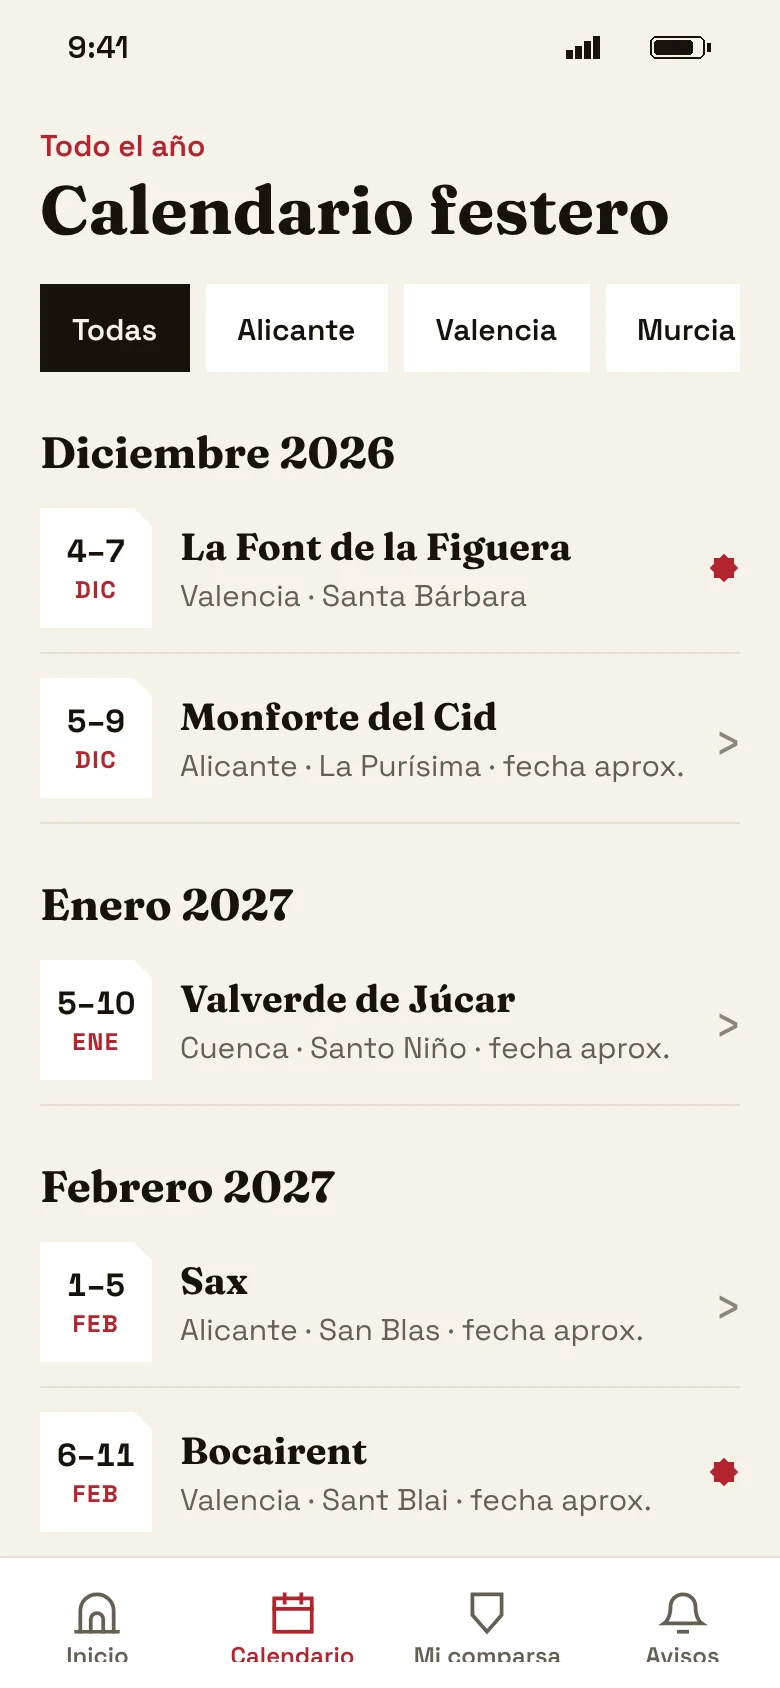 9:41
Todo el año
Calendario festero
Todas
Alicante
Valencia
Murcia
Diciembre 2026
4–7
DIC
La Font de la Figuera
Valencia · Santa Bárbara
5–9
DIC
Monforte del Cid
Alicante · La Purísima · fecha aprox.
>
Enero 2027
5–10
ENE
Valverde de Júcar
Cuenca · Santo Niño · fecha aprox.
>
Febrero 2027
1–5
FEB
Sax
Alicante · San Blas · fecha aprox.
>
6–11
FEB
Bocairent
Valencia · Sant Blai · fecha aprox.
Inicio
Calendario
Mi comparsa
Avisos